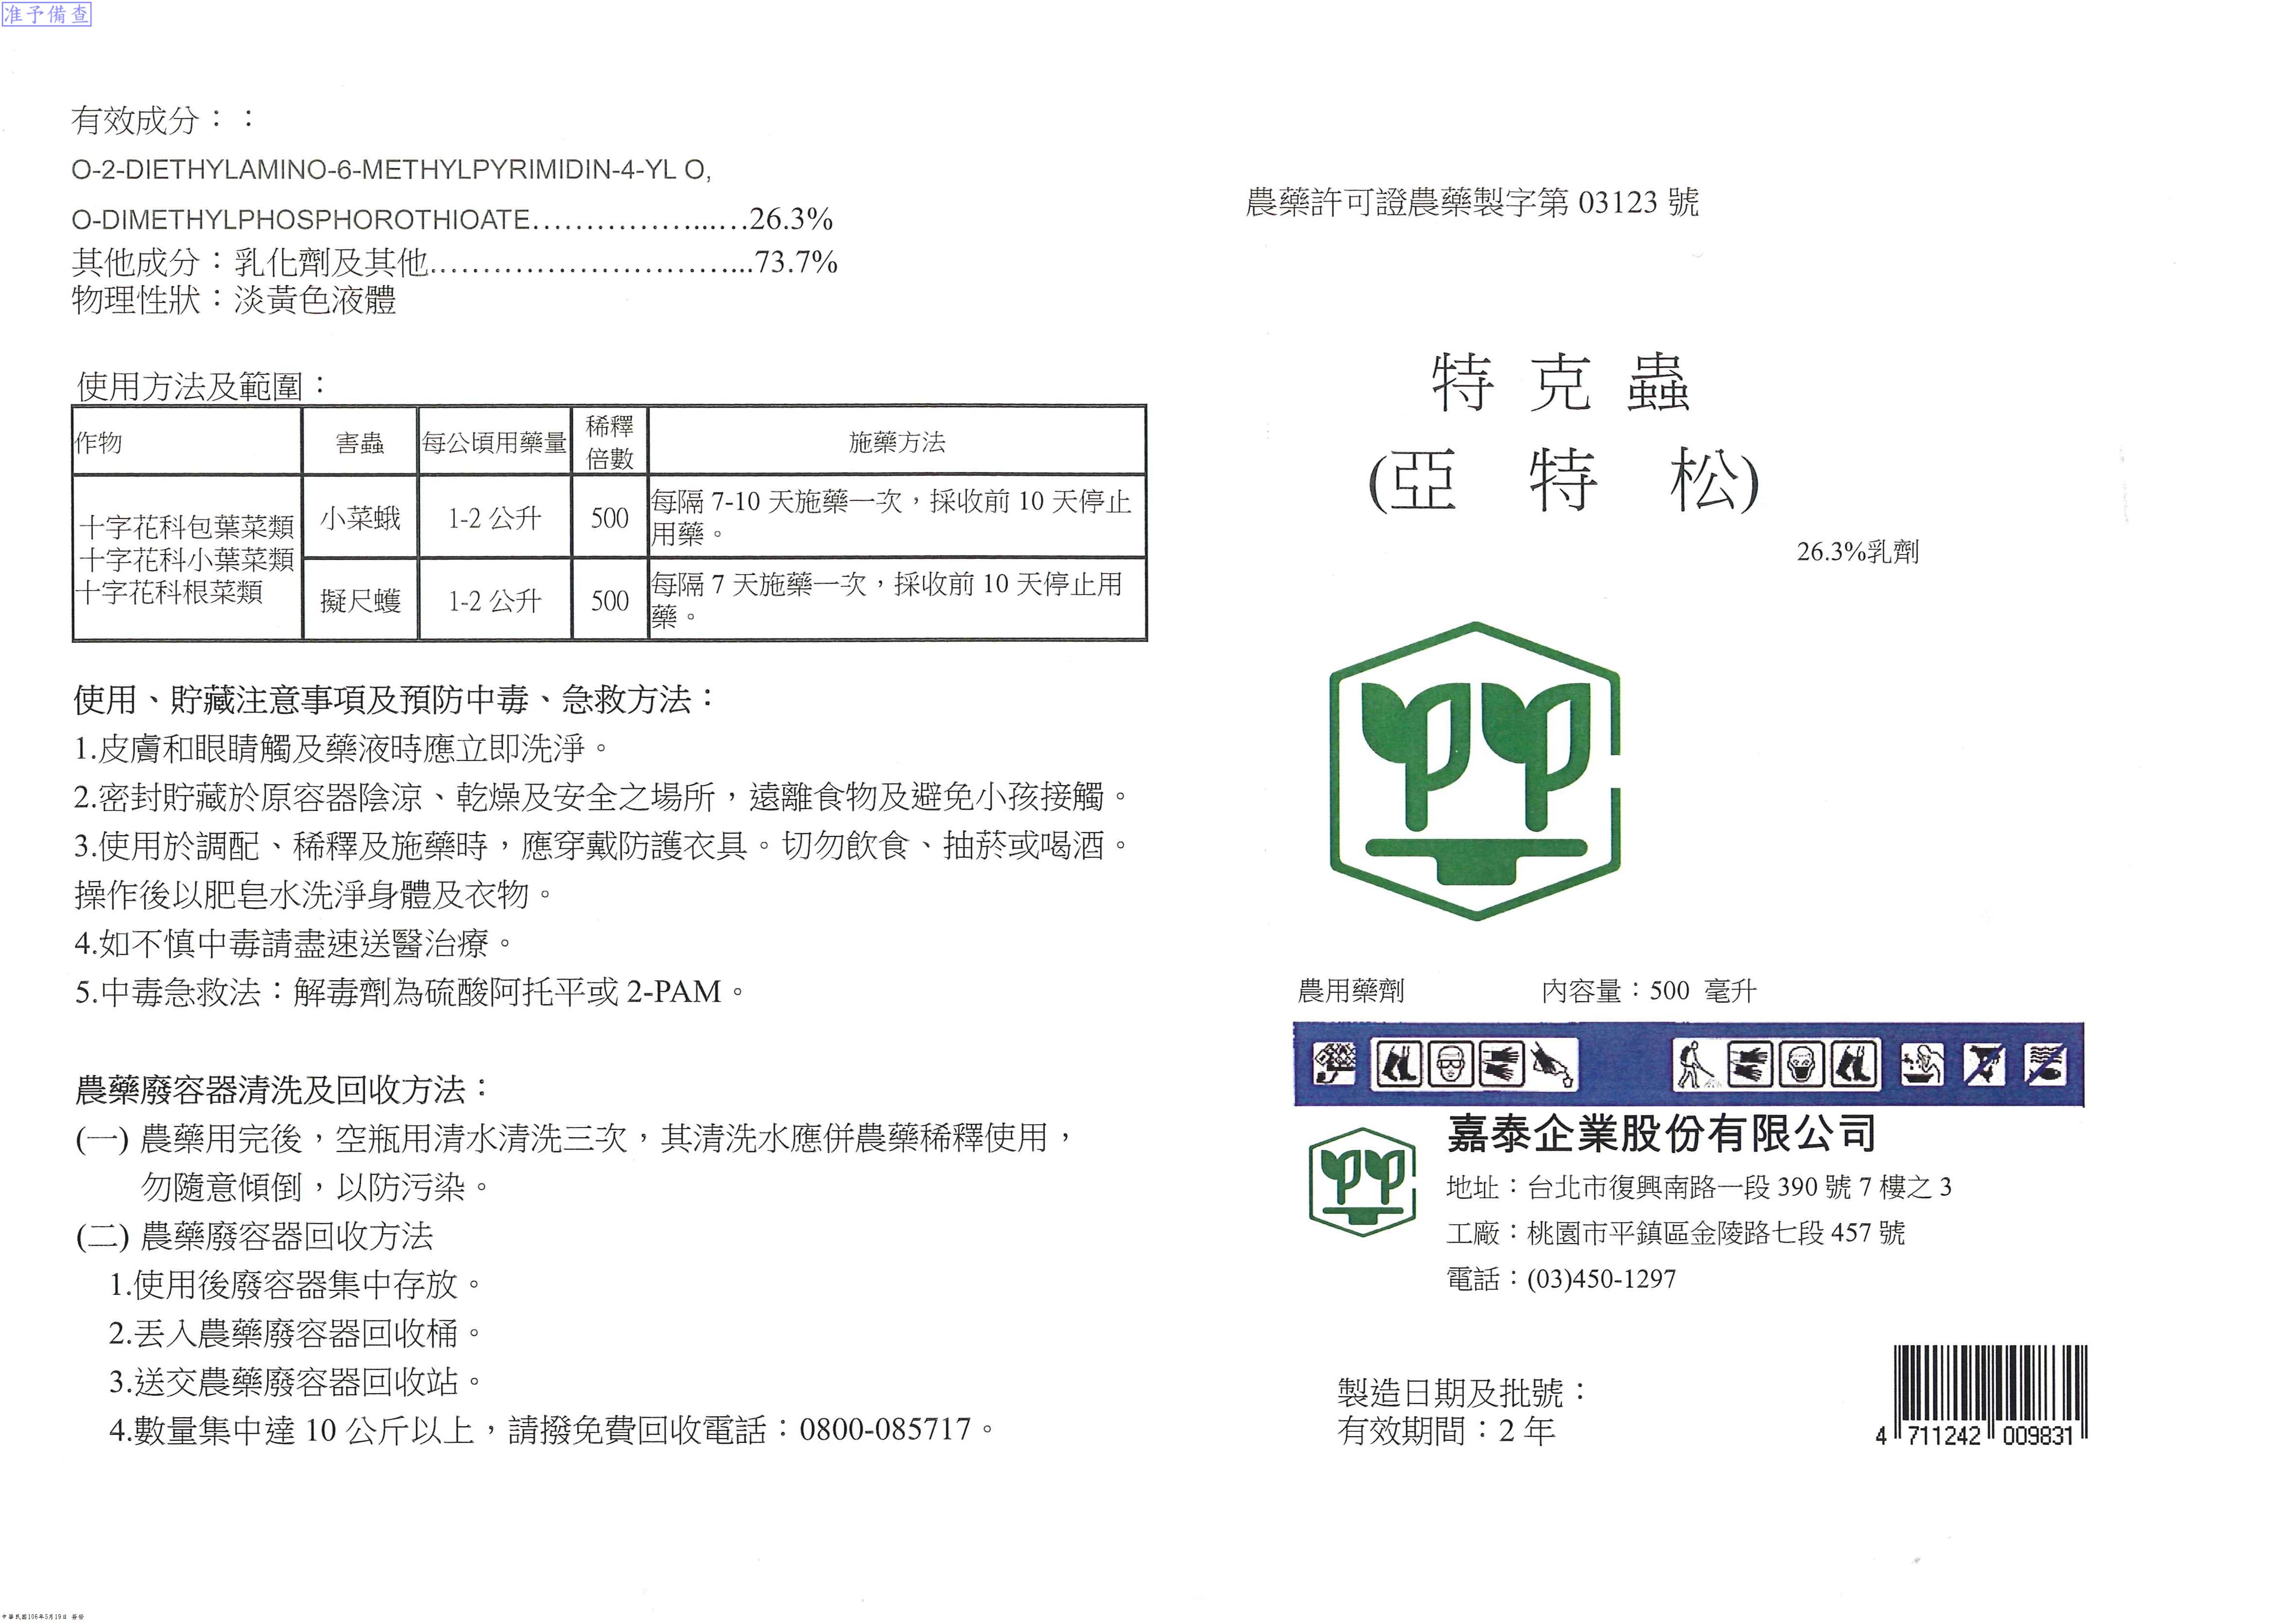 准予備查
有效成分：：
O-2-DIETHYLAMINO-6-METHYLPYRIMIDIN-4-YL O,
O-DIMETHYLPHOSPHOROTHIOATE……………...…26.3%
其他成分：乳化劑及其他…………………………...73.7%
物理性狀：淡黃色液體
使用方法及範圍：
作物 害蟲 每公頃用藥量 稀釋倍數 施藥方法
十字花科包葉菜類
十字花科小葉菜類
十字花科根菜類
小菜蛾 1-2 公升 500 每隔 7-10 天施藥一次，採收前 10 天停止
用藥。
擬尺蠖 1-2 公升 500 每隔 7 天施藥一次，採收前 10 天停止用
藥。
使用、貯藏注意事項及預防中毒、急救方法：
1.皮膚和眼睛觸及藥液時應立即洗淨。
2.密封貯藏於原容器陰涼、乾燥及安全之場所，遠離食物及避免小孩接觸。
3.使用於調配、稀釋及施藥時，應穿戴防護衣具。切勿飲食、抽菸或喝酒。
操作後以肥皂水洗淨身體及衣物。
4.如不慎中毒請盡速送醫治療。
5.中毒急救法：解毒劑為硫酸阿托平或 2-PAM。
農藥廢容器清洗及回收方法：
(一) 農藥用完後，空瓶用清水清洗三次，其清洗水應併農藥稀釋使用，
勿隨意傾倒，以防污染。
(二) 農藥廢容器回收方法
1.使用後廢容器集中存放。
2.丟入農藥廢容器回收桶。
3.送交農藥廢容器回收站。
4.數量集中達 10 公斤以上，請撥免費回收電話：0800-085717。
中華民國106年5月19日
農藥許可證農藥製字第 03123 號
特克蟲
(亞特松)
26.3%乳劑
農用藥劑 內容量：500 毫升
嘉泰企業股份有限公司
地址：台北市復興南路一段 390 號 7 樓之 3
工廠：桃園市平鎮區金陵路七段 457 號
電話：(03)450-1297
製造日期及批號：
有效期間：2 年
4 711242 009831